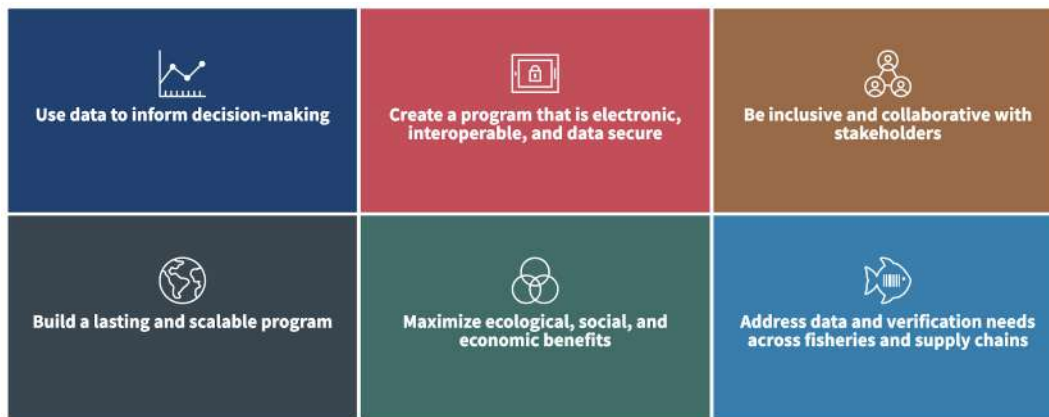 Use data to inform decision-making
Create a program that is electronic,
interoperable, and data secure
Be inclusive and collaborative with
stakeholders
Build a lasting and scalable program
Maximize ecological, social, and
economic benefits
Address data and verification needs
across fisheries and supply chains